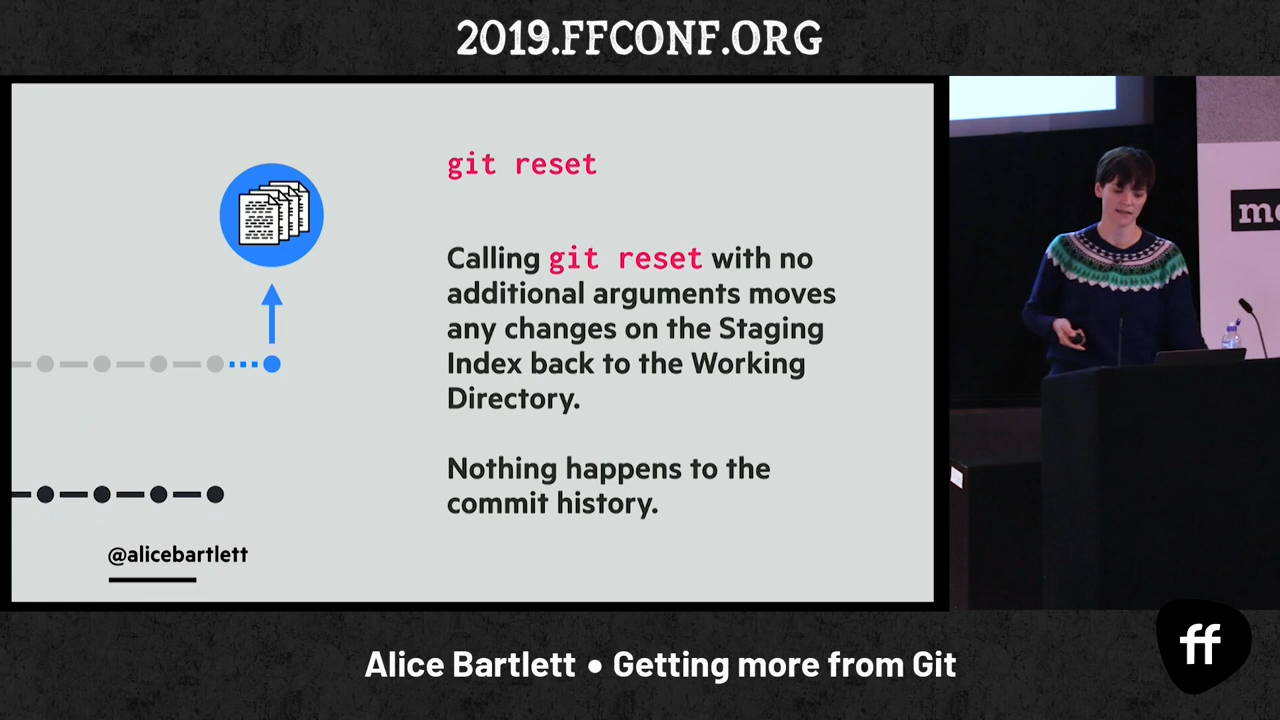 2019.FFCONF.ORG
git reset
Calling git reset with no
additional arguments moves
any changes on the Staging
Index back to the Working
Directory.
Nothing happens to the
commit history.
@alicebartlett
Alice Bartlett • Getting more from Git
ff